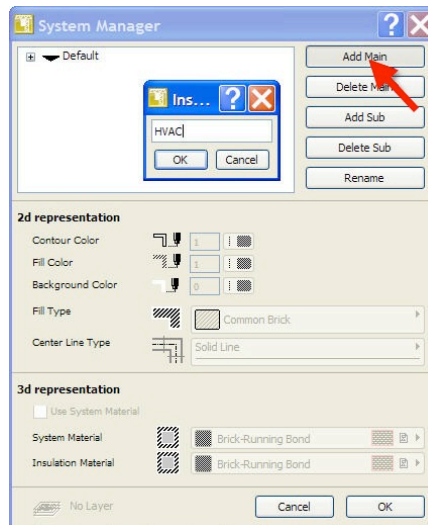 System Manager
Default
Add Main
Ins...
Delete Main
HVAC
Add Sub
OK Cancel
Delete Sub
Rename
2d representation
Contour Color 1
Fill Color 1
Background Color 0
Fill Type Common Brick
Center Line Type Solid Line
3d representation
Use System Material
System Material Brick-Running Bond
Insulation Material Brick-Running Bond
No Layer Cancel OK